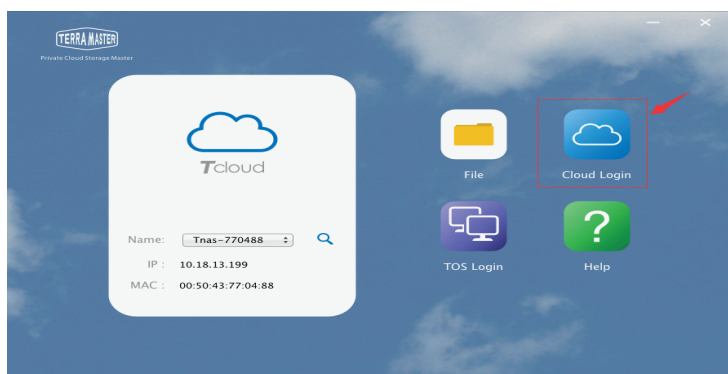 TERRA MASTER
Private Cloud Storage Master
Tcloud
Name: Tnas-770488
IP : 10.18.13.199
MAC : 00:50:43:77:04:88
File
Cloud Login
TOS Login
?
Help